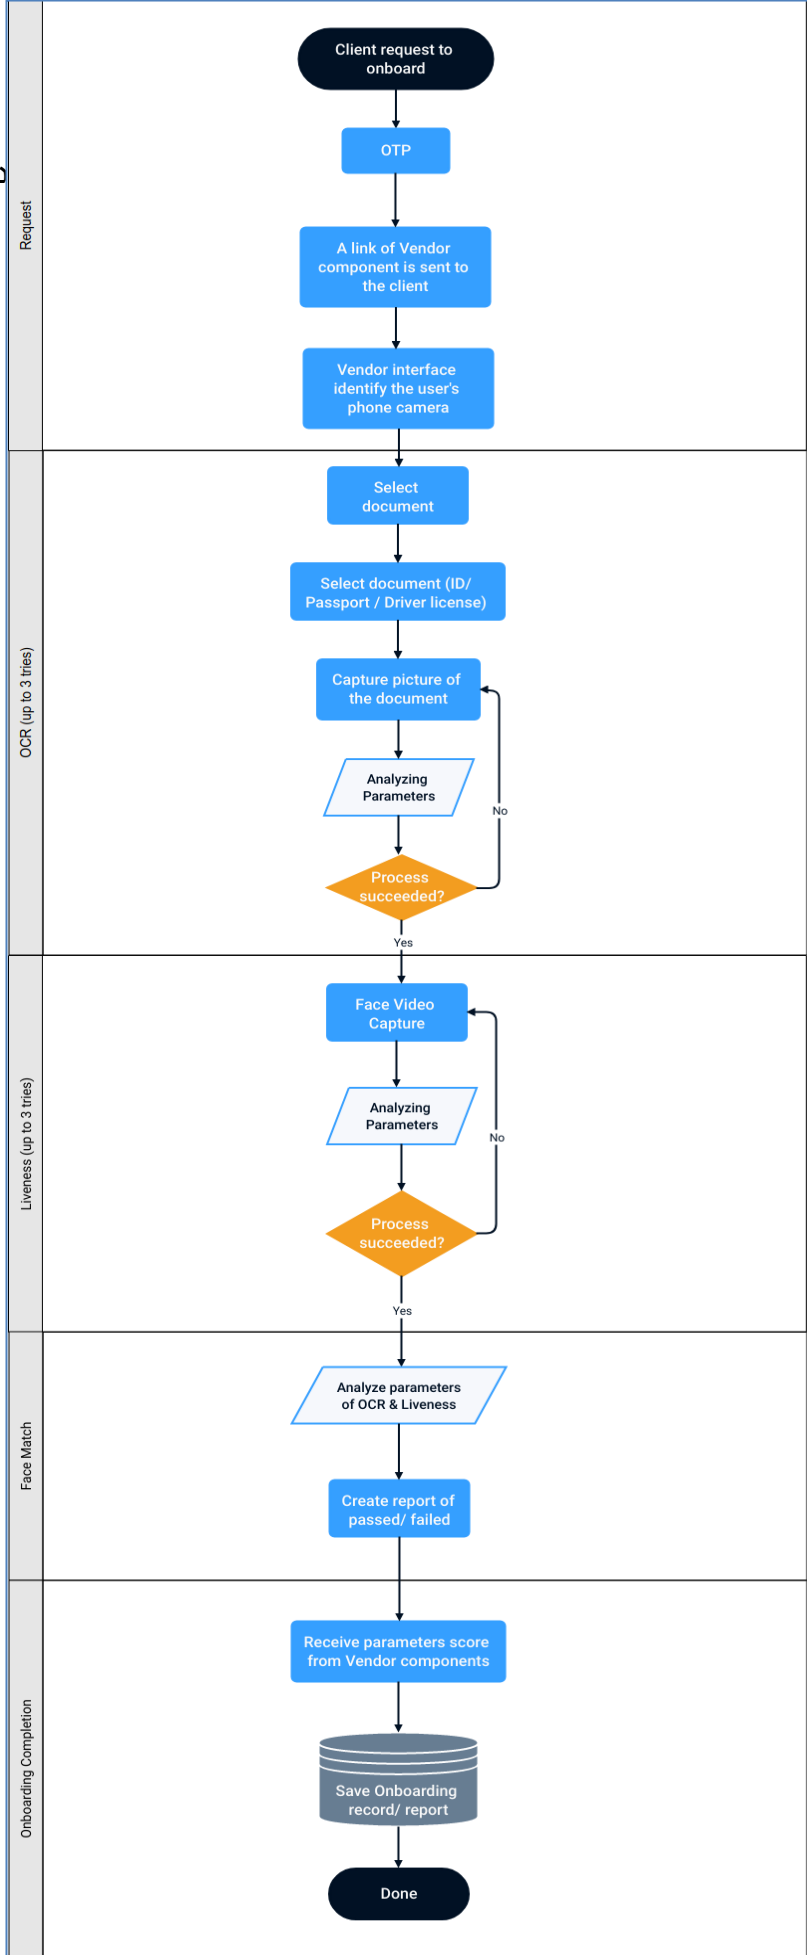 Client request to
onboard
OTP
A link of Vendor
component is sent to
the client
Vendor interface
identify the user's
phone camera
Request
Select
document
Select document (ID/
Passport / Driver license)
Capture picture of
the document
Analyzing
Parameters
No
Process
succeeded?
Yes
OCR (up to 3 tries)
Face Video
Capture
Analyzing
Parameters
No
Process
succeeded?
Yes
Liveness (up to 3 tries)
Analyze parameters
of OCR & Liveness
Create report of
passed/ failed
Face Match
Receive parameters score
from Vendor components
Save Onboarding
record/ report
Done
Onboarding Completion